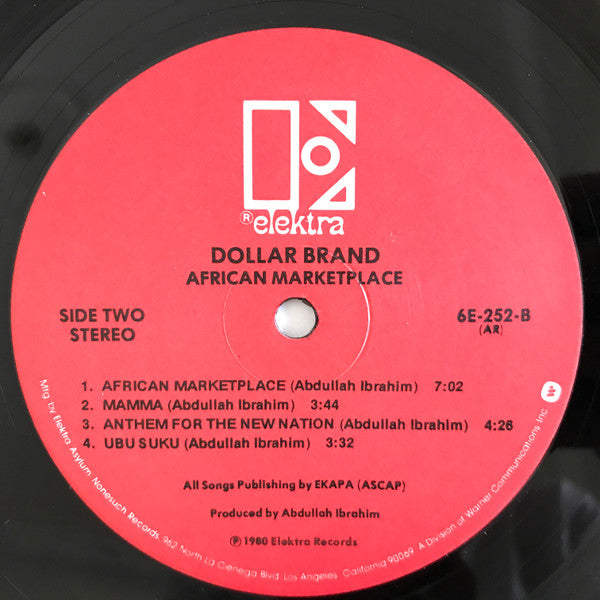 ® elektra
DOLLAR BRAND
AFRICAN MARKETPLACE
SIDE TWO
STEREO
6E-252-B
(AR)
1. AFRICAN MARKETPLACE (Abdullah Ibrahim) 7:02
2. MAMMA (Abdullah Ibrahim) 3:44
3. ANTHEM FOR THE NEW NATION (Abdullah Ibrahim) 4:26
4. UBU SUKU (Abdullah Ibrahim) 3:32
All Songs Publishing by EKAPA (ASCAP)
Produced by Abdullah Ibrahim
℗ 1980 Elektra Records
Mfg. by Elektra Asylum Nonesuch Records 962 North La Cienega Blvd. Los Angeles, California 90069. A Division of Warner Communications Inc. W